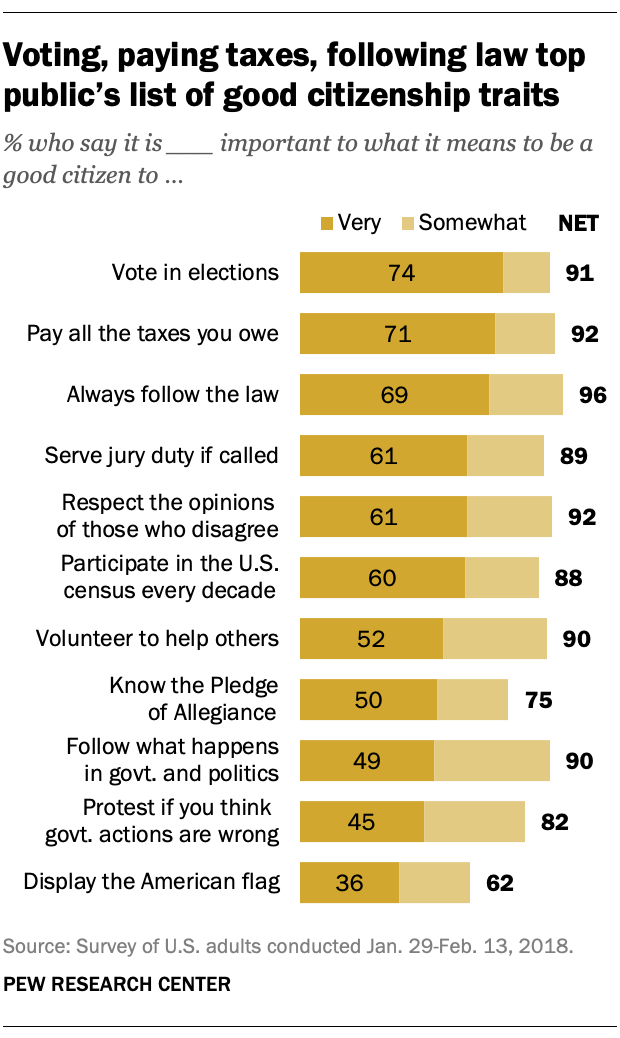 Voting, paying taxes, following law top
public's list of good citizenship traits
% who say it is ___ important to what it means to be a
good citizen to ...
Very Somewhat NET
Vote in elections 74 91
Pay all the taxes you owe 71 92
Always follow the law 69 96
Serve jury duty if called 61 89
Respect the opinions
of those who disagree 61 92
Participate in the U.S.
census every decade 60 88
Volunteer to help others 52 90
Know the Pledge
of Allegiance 50 75
Follow what happens
in govt. and politics 49 90
Protest if you think
govt. actions are wrong 45 82
Display the American flag 36 62
Source: Survey of U.S. adults conducted Jan. 29-Feb. 13, 2018.
PEW RESEARCH CENTER